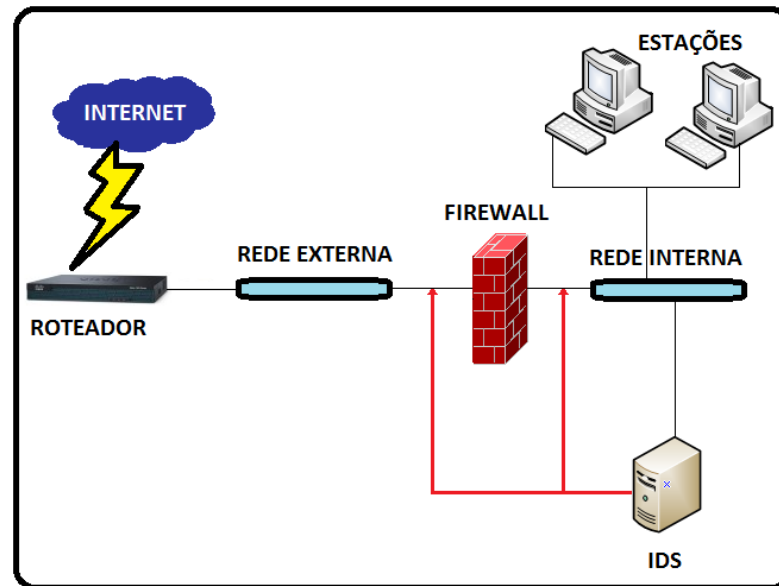 ESTAÇÕES
INTERNET
FIREWALL
REDE EXTERNA
REDE INTERNA
ROTEADOR
IDS